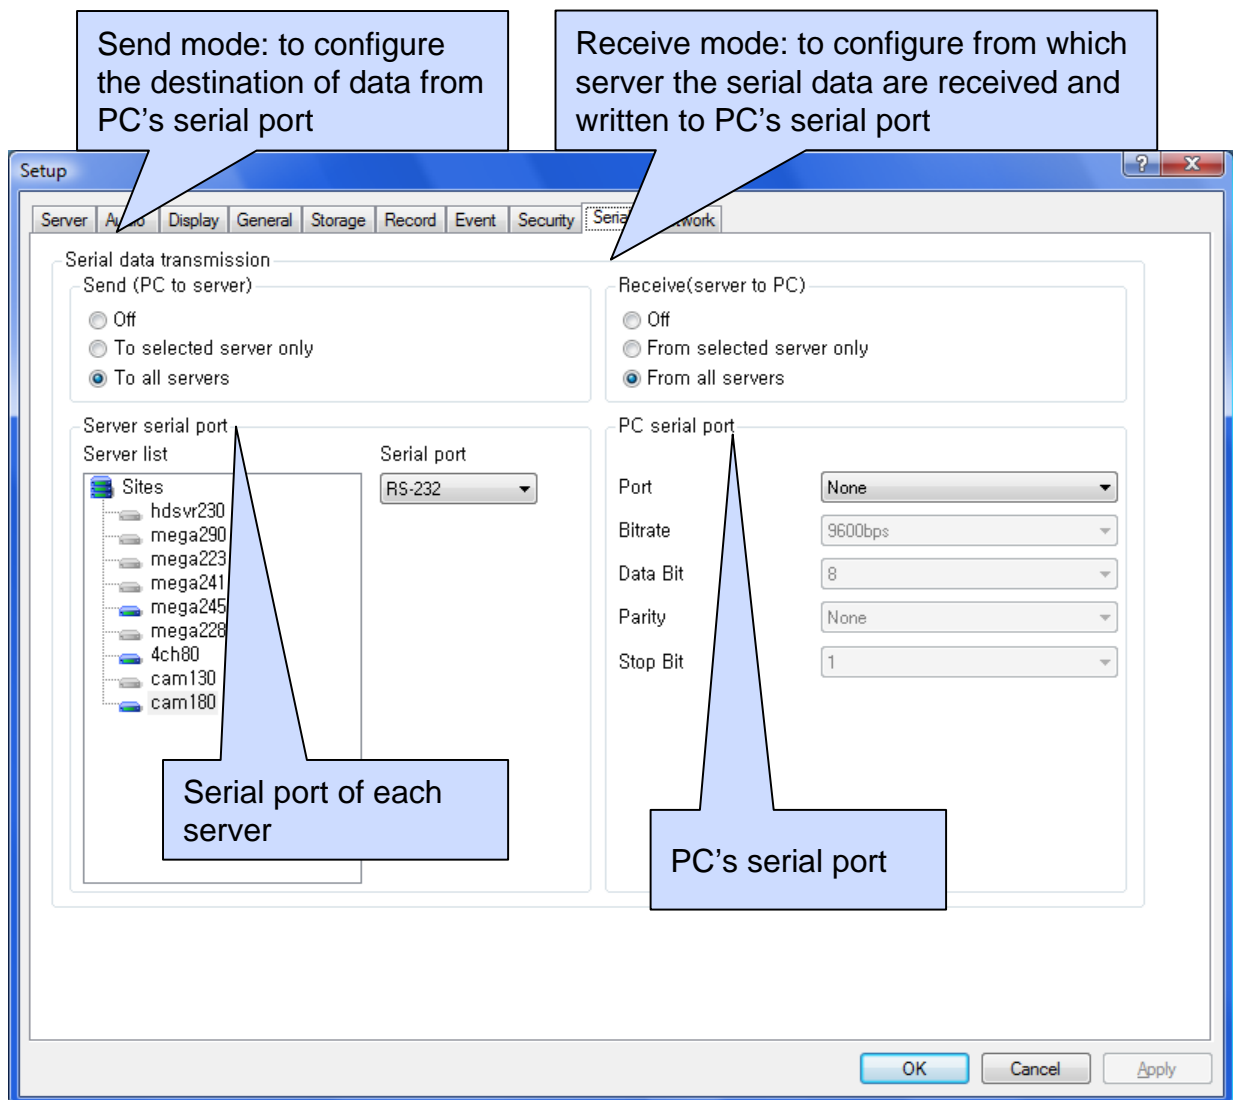 Send mode: to configure
the destination of data from
PC’s serial port
Receive mode: to configure from which
server the serial data are received and
written to PC’s serial port
Setup
Server Audio Display General Storage Record Event Security Serial Network
Serial data transmission
Send (PC to server)
Off
To selected server only
To all servers
Receive(server to PC)
Off
From selected server only
From all servers
Server serial port
Server list
Serial port
Sites
RS-232
hdsvr230
mega290
mega223
mega241
mega245
mega228
4ch80
cam130
cam180
PC serial port
Port
None
Bitrate
9600bps
Data Bit
8
Parity
None
Stop Bit
1
Serial port of each
server
PC’s serial port
OK
Cancel
Apply